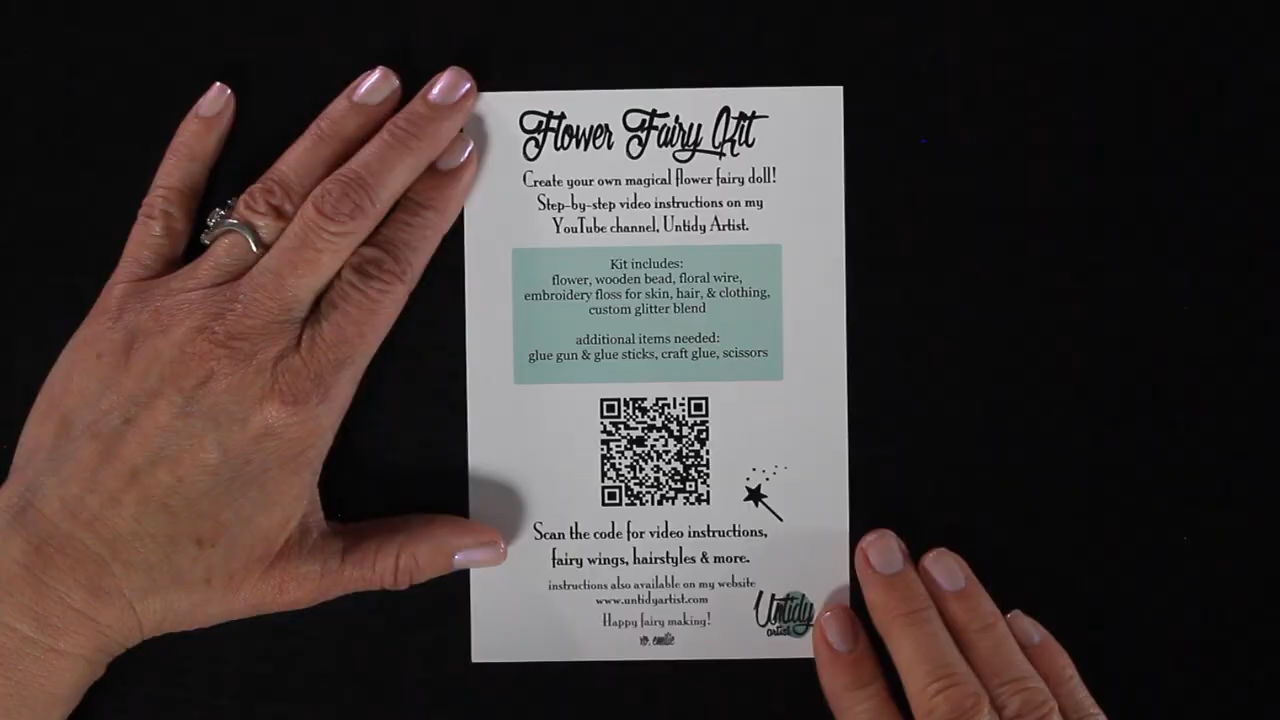 Flower Fairy Kit
Create your own magical flower fairy doll!
Step-by-step video instructions on my
YouTube channel, Untidy Artist.
Kit includes:
flower, wooden bead, floral wire,
embroidery floss for skin, hair, & clothing,
custom glitter blend
additional items needed:
glue gun & glue sticks, craft glue, scissors
Scan the code for video instructions,
fairy wings, hairstyles & more.
instructions also available on my website
www.untidyartist.com
Happy fairy making!
xo, emilie
Untidy
artist